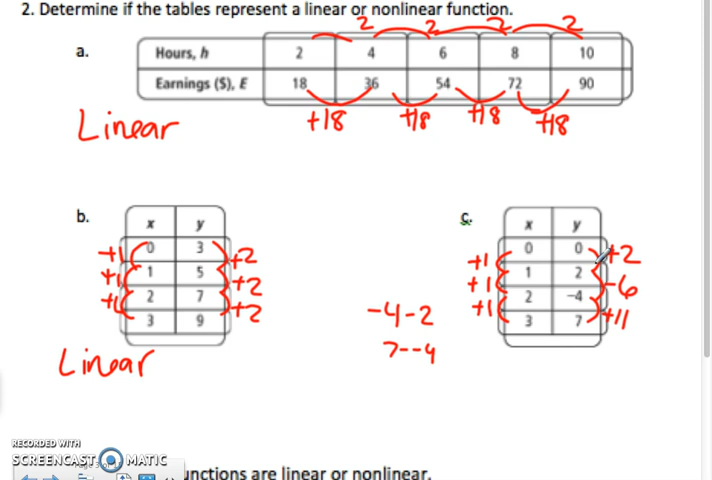 2. Determine if the tables represent a linear or nonlinear function.
2 2 2 2
a.
Hours, h 2 4 6 8 10
Earnings ($), E 18 36 54 72 90
+18 +18 +18 +18
Linear
b.
x y
0 3
1 5
2 7
3 9
+1 +2
+1 +2
+1 +2
Linear
c.
x y
0 0
1 2
2 -4
3 7
+1 +2
+1 -6
+1 +11
-4-2
7--4
RECORDED WITH
SCREENCAST MATIC
unctions are linear or nonlinear.